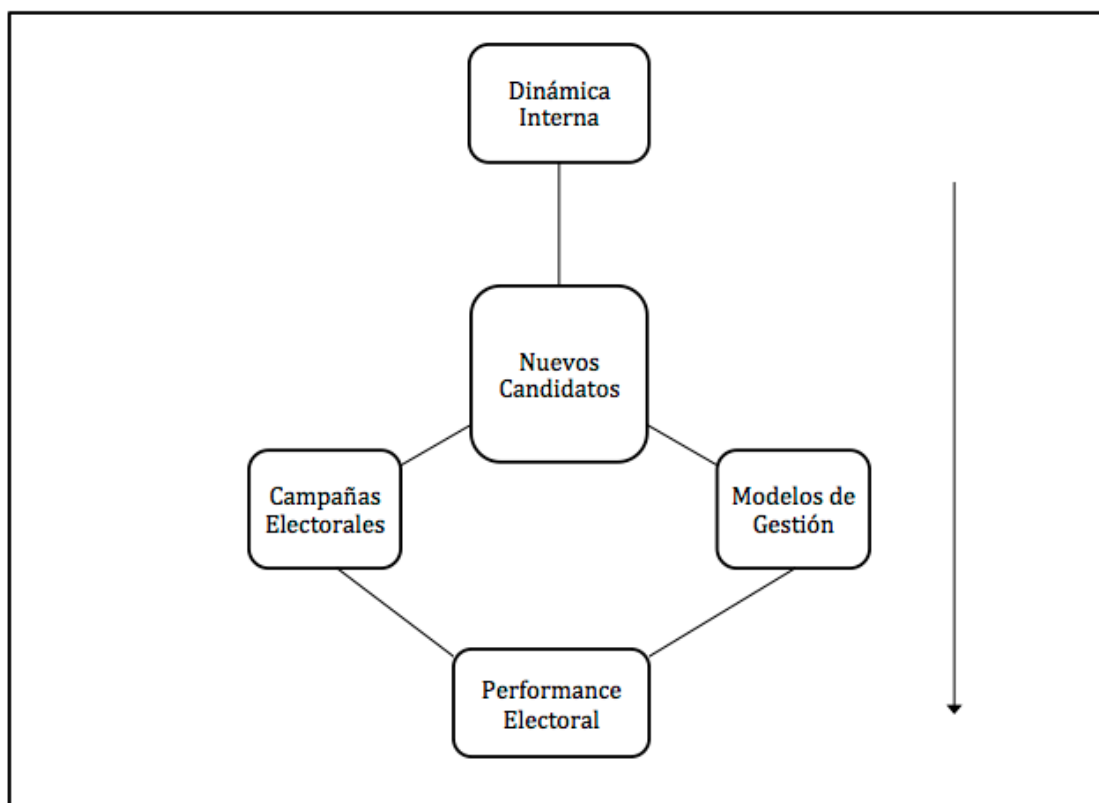 Dinámica
Interna
Nuevos
Candidatos
Campañas
Electorales
Modelos de
Gestión
Performance
Electoral